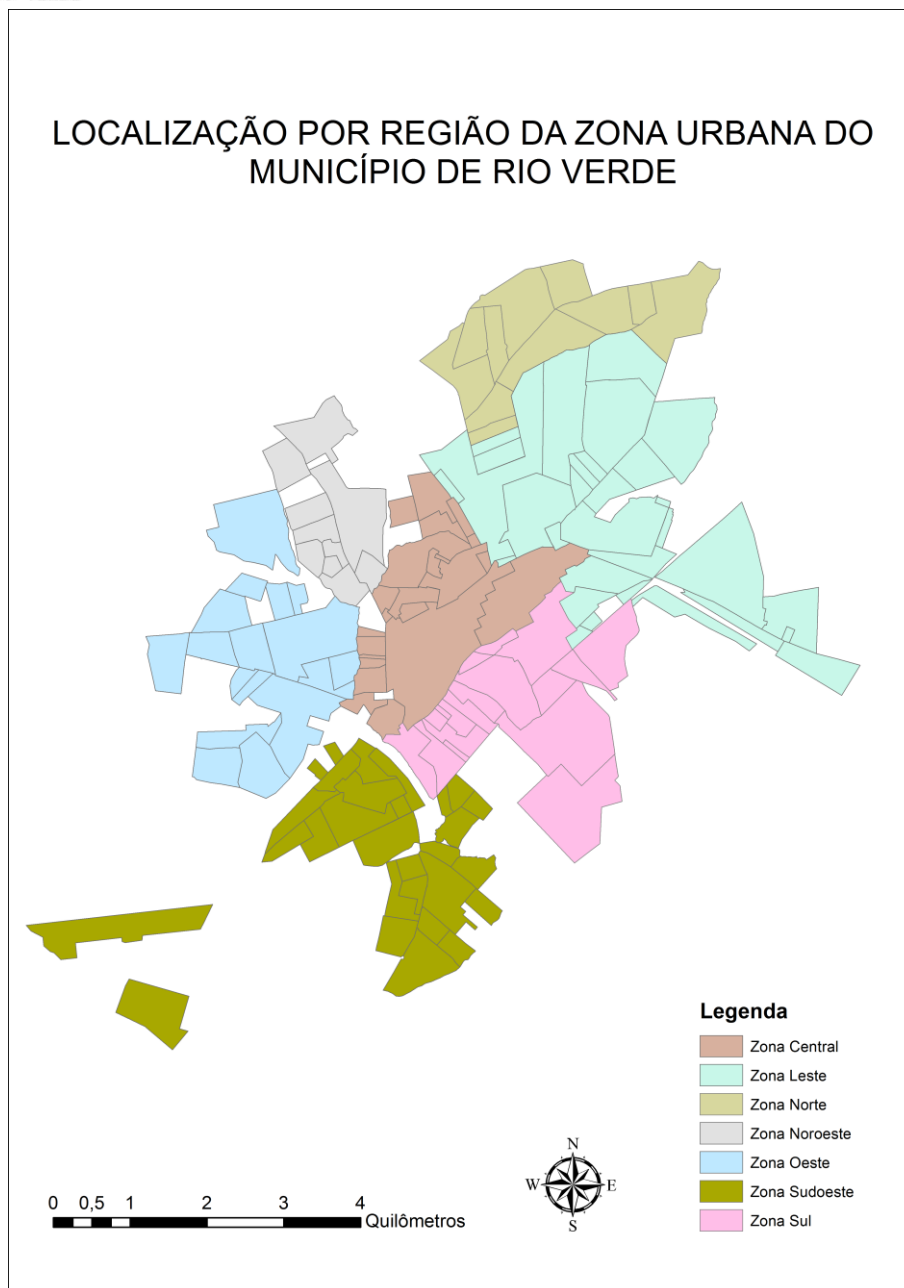 LOCALIZAÇÃO POR REGIÃO DA ZONA URBANA DO
MUNICÍPIO DE RIO VERDE
Legenda
Zona Central
Zona Leste
Zona Norte
Zona Noroeste
Zona Oeste
Zona Sudoeste
Zona Sul
N
W E
S
0 0,5 1 2 3 4
Quilômetros